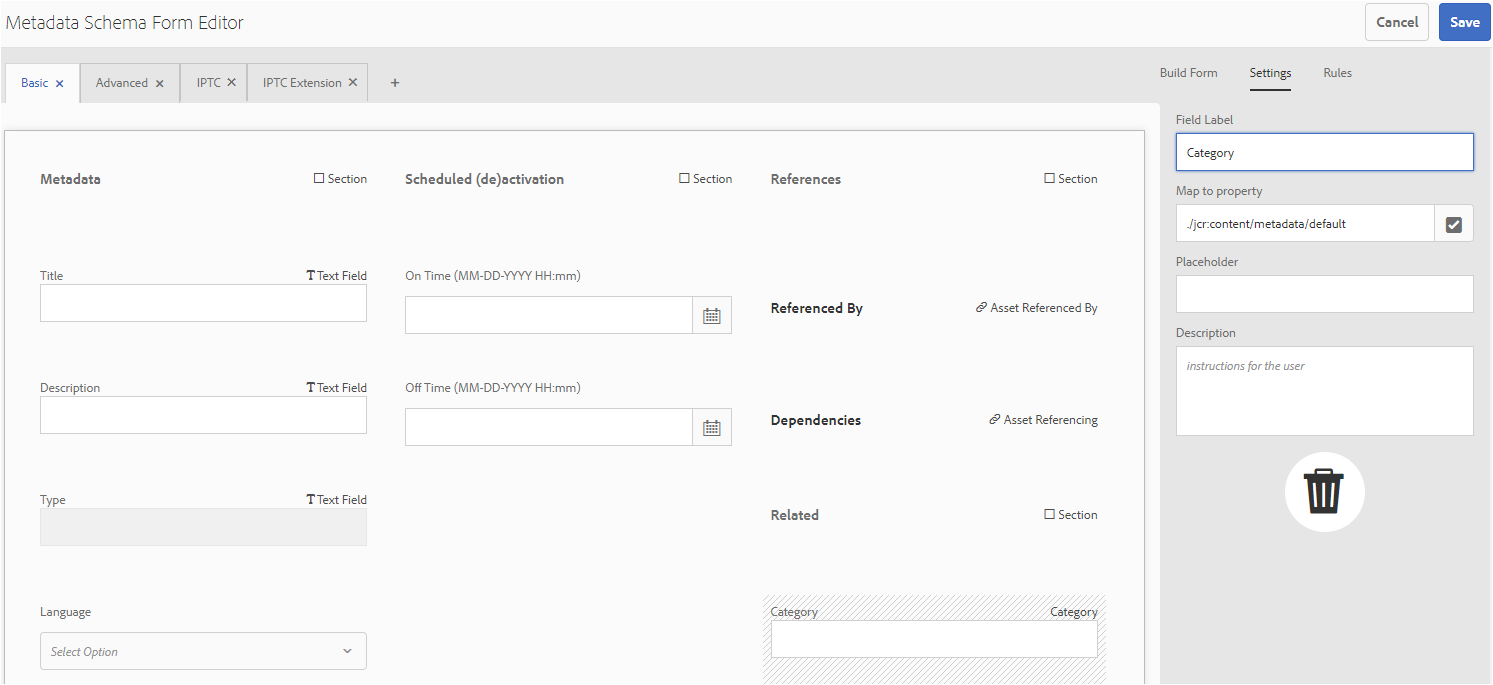 Metadata Schema Form Editor
Cancel
Save
Basic
Advanced
IPTC
IPTC Extension
+
Build Form
Settings
Rules
Metadata
Section
Title
Text Field
Description
Text Field
Type
Text Field
Language
Select Option
Scheduled (de)activation
Section
On Time (MM-DD-YYYY HH:mm)
Off Time (MM-DD-YYYY HH:mm)
References
Section
Referenced By
Asset Referenced By
Dependencies
Asset Referencing
Related
Section
Category
Category
Field Label
Category
Map to property
./jcr:content/metadata/default
Placeholder
Description
instructions for the user